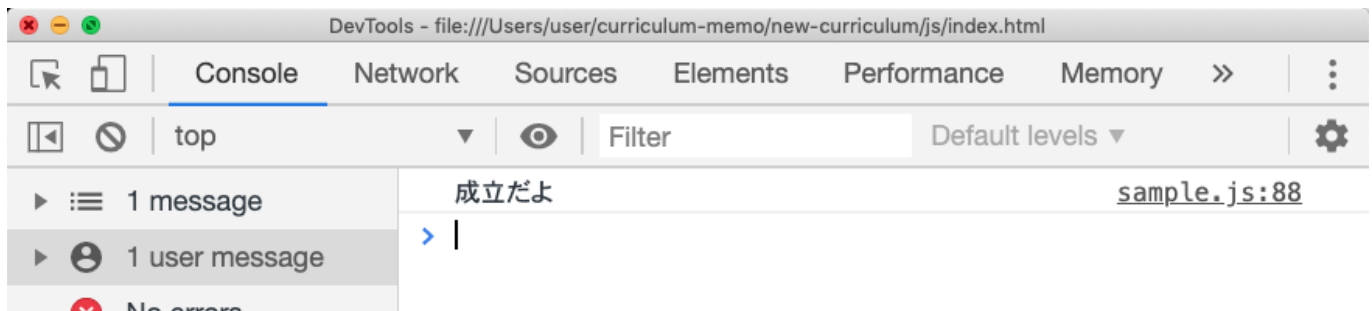 DevTools - file:///Users/user/curriculum-memo/new-curriculum/js/index.html
Console Network Sources Elements Performance Memory »
top ▼ Filter Default levels ▼
1 message
成立だよ sample.js:88
>
1 user message
No errors